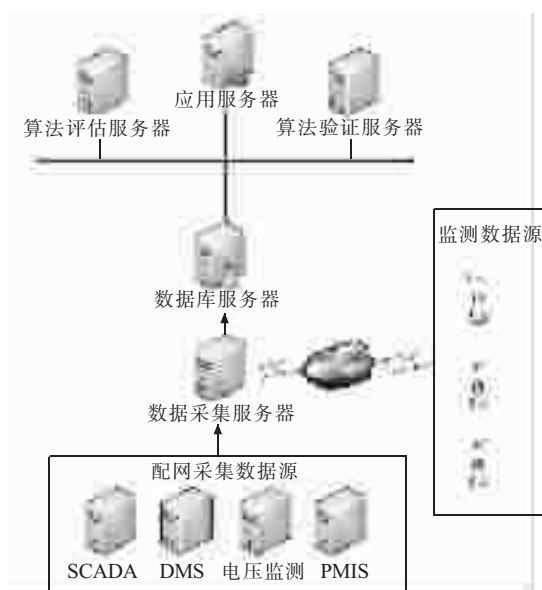 应用服务器
算法评估服务器
算法验证服务器
监测数据源
数据库服务器
数据采集服务器
配网采集数据源
SCADA DMS 电压监测 PMIS